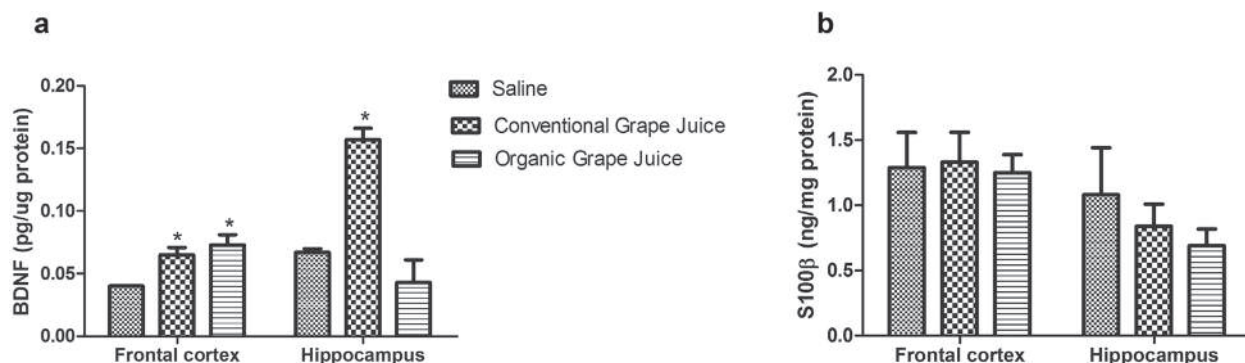 a
BDNF (pg/ug protein)
0.20
0.15
0.10
0.05
0.00
*
*
*
Frontal cortex
Hippocampus
Saline
Conventional Grape Juice
Organic Grape Juice
b
S100β (ng/mg protein)
2.0
1.5
1.0
0.5
0.0
Frontal cortex
Hippocampus